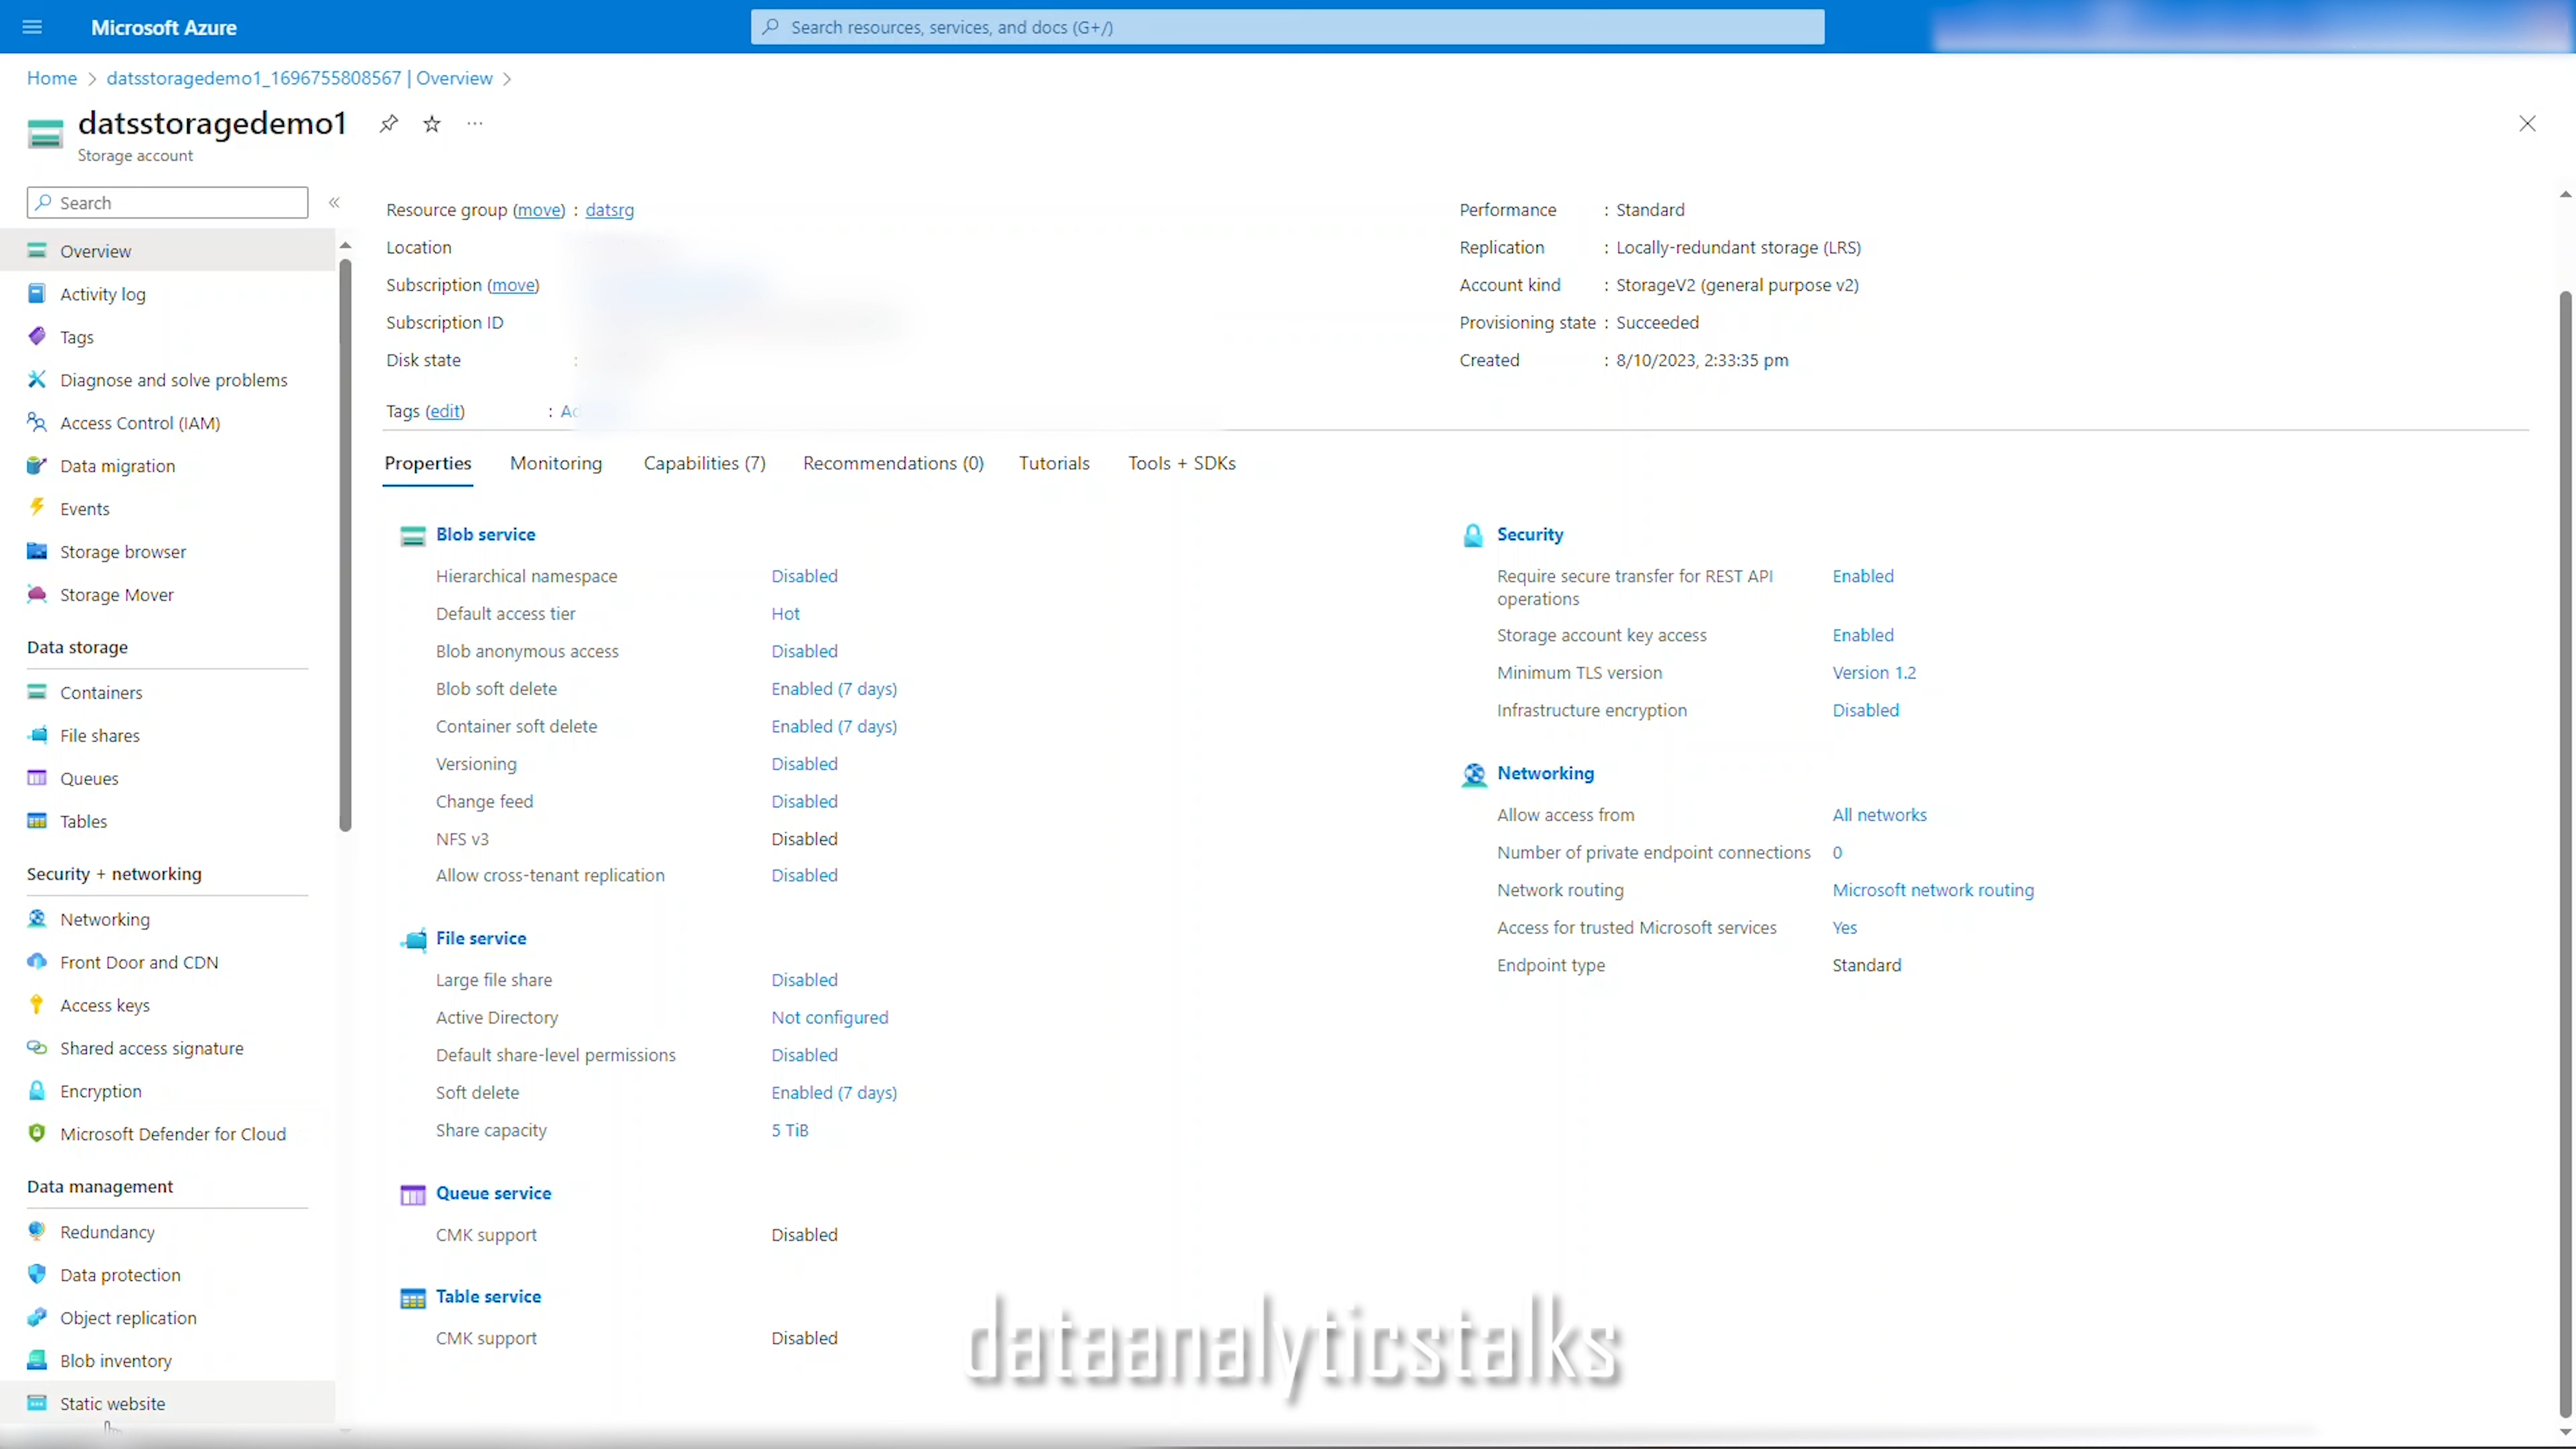 Microsoft Azure
Search resources, services, and docs (G+/)
Home > datsstoragedemo1_1696755808567 | Overview >
datsstoragedemo1
Storage account
Search
Overview
Activity log
Tags
Diagnose and solve problems
Access Control (IAM)
Data migration
Events
Storage browser
Storage Mover
Data storage
Containers
File shares
Queues
Tables
Security + networking
Networking
Front Door and CDN
Access keys
Shared access signature
Encryption
Microsoft Defender for Cloud
Data management
Redundancy
Data protection
Object replication
Blob inventory
Static website
Resource group (move) : datsrg
Location
Subscription (move)
Subscription ID
Disk state :
Tags (edit) :
Performance : Standard
Replication : Locally-redundant storage (LRS)
Account kind : StorageV2 (general purpose v2)
Provisioning state : Succeeded
Created : 8/10/2023, 2:33:35 pm
Properties Monitoring Capabilities (7) Recommendations (0) Tutorials Tools + SDKs
Blob service
Hierarchical namespace Disabled
Default access tier Hot
Blob anonymous access Disabled
Blob soft delete Enabled (7 days)
Container soft delete Enabled (7 days)
Versioning Disabled
Change feed Disabled
NFS v3 Disabled
Allow cross-tenant replication Disabled
File service
Large file share Disabled
Active Directory Not configured
Default share-level permissions Disabled
Soft delete Enabled (7 days)
Share capacity 5 TiB
Queue service
CMK support Disabled
Table service
CMK support Disabled
Security
Require secure transfer for REST API Enabled
operations
Storage account key access Enabled
Minimum TLS version Version 1.2
Infrastructure encryption Disabled
Networking
Allow access from All networks
Number of private endpoint connections 0
Network routing Microsoft network routing
Access for trusted Microsoft services Yes
Endpoint type Standard
dataanalyticstalks